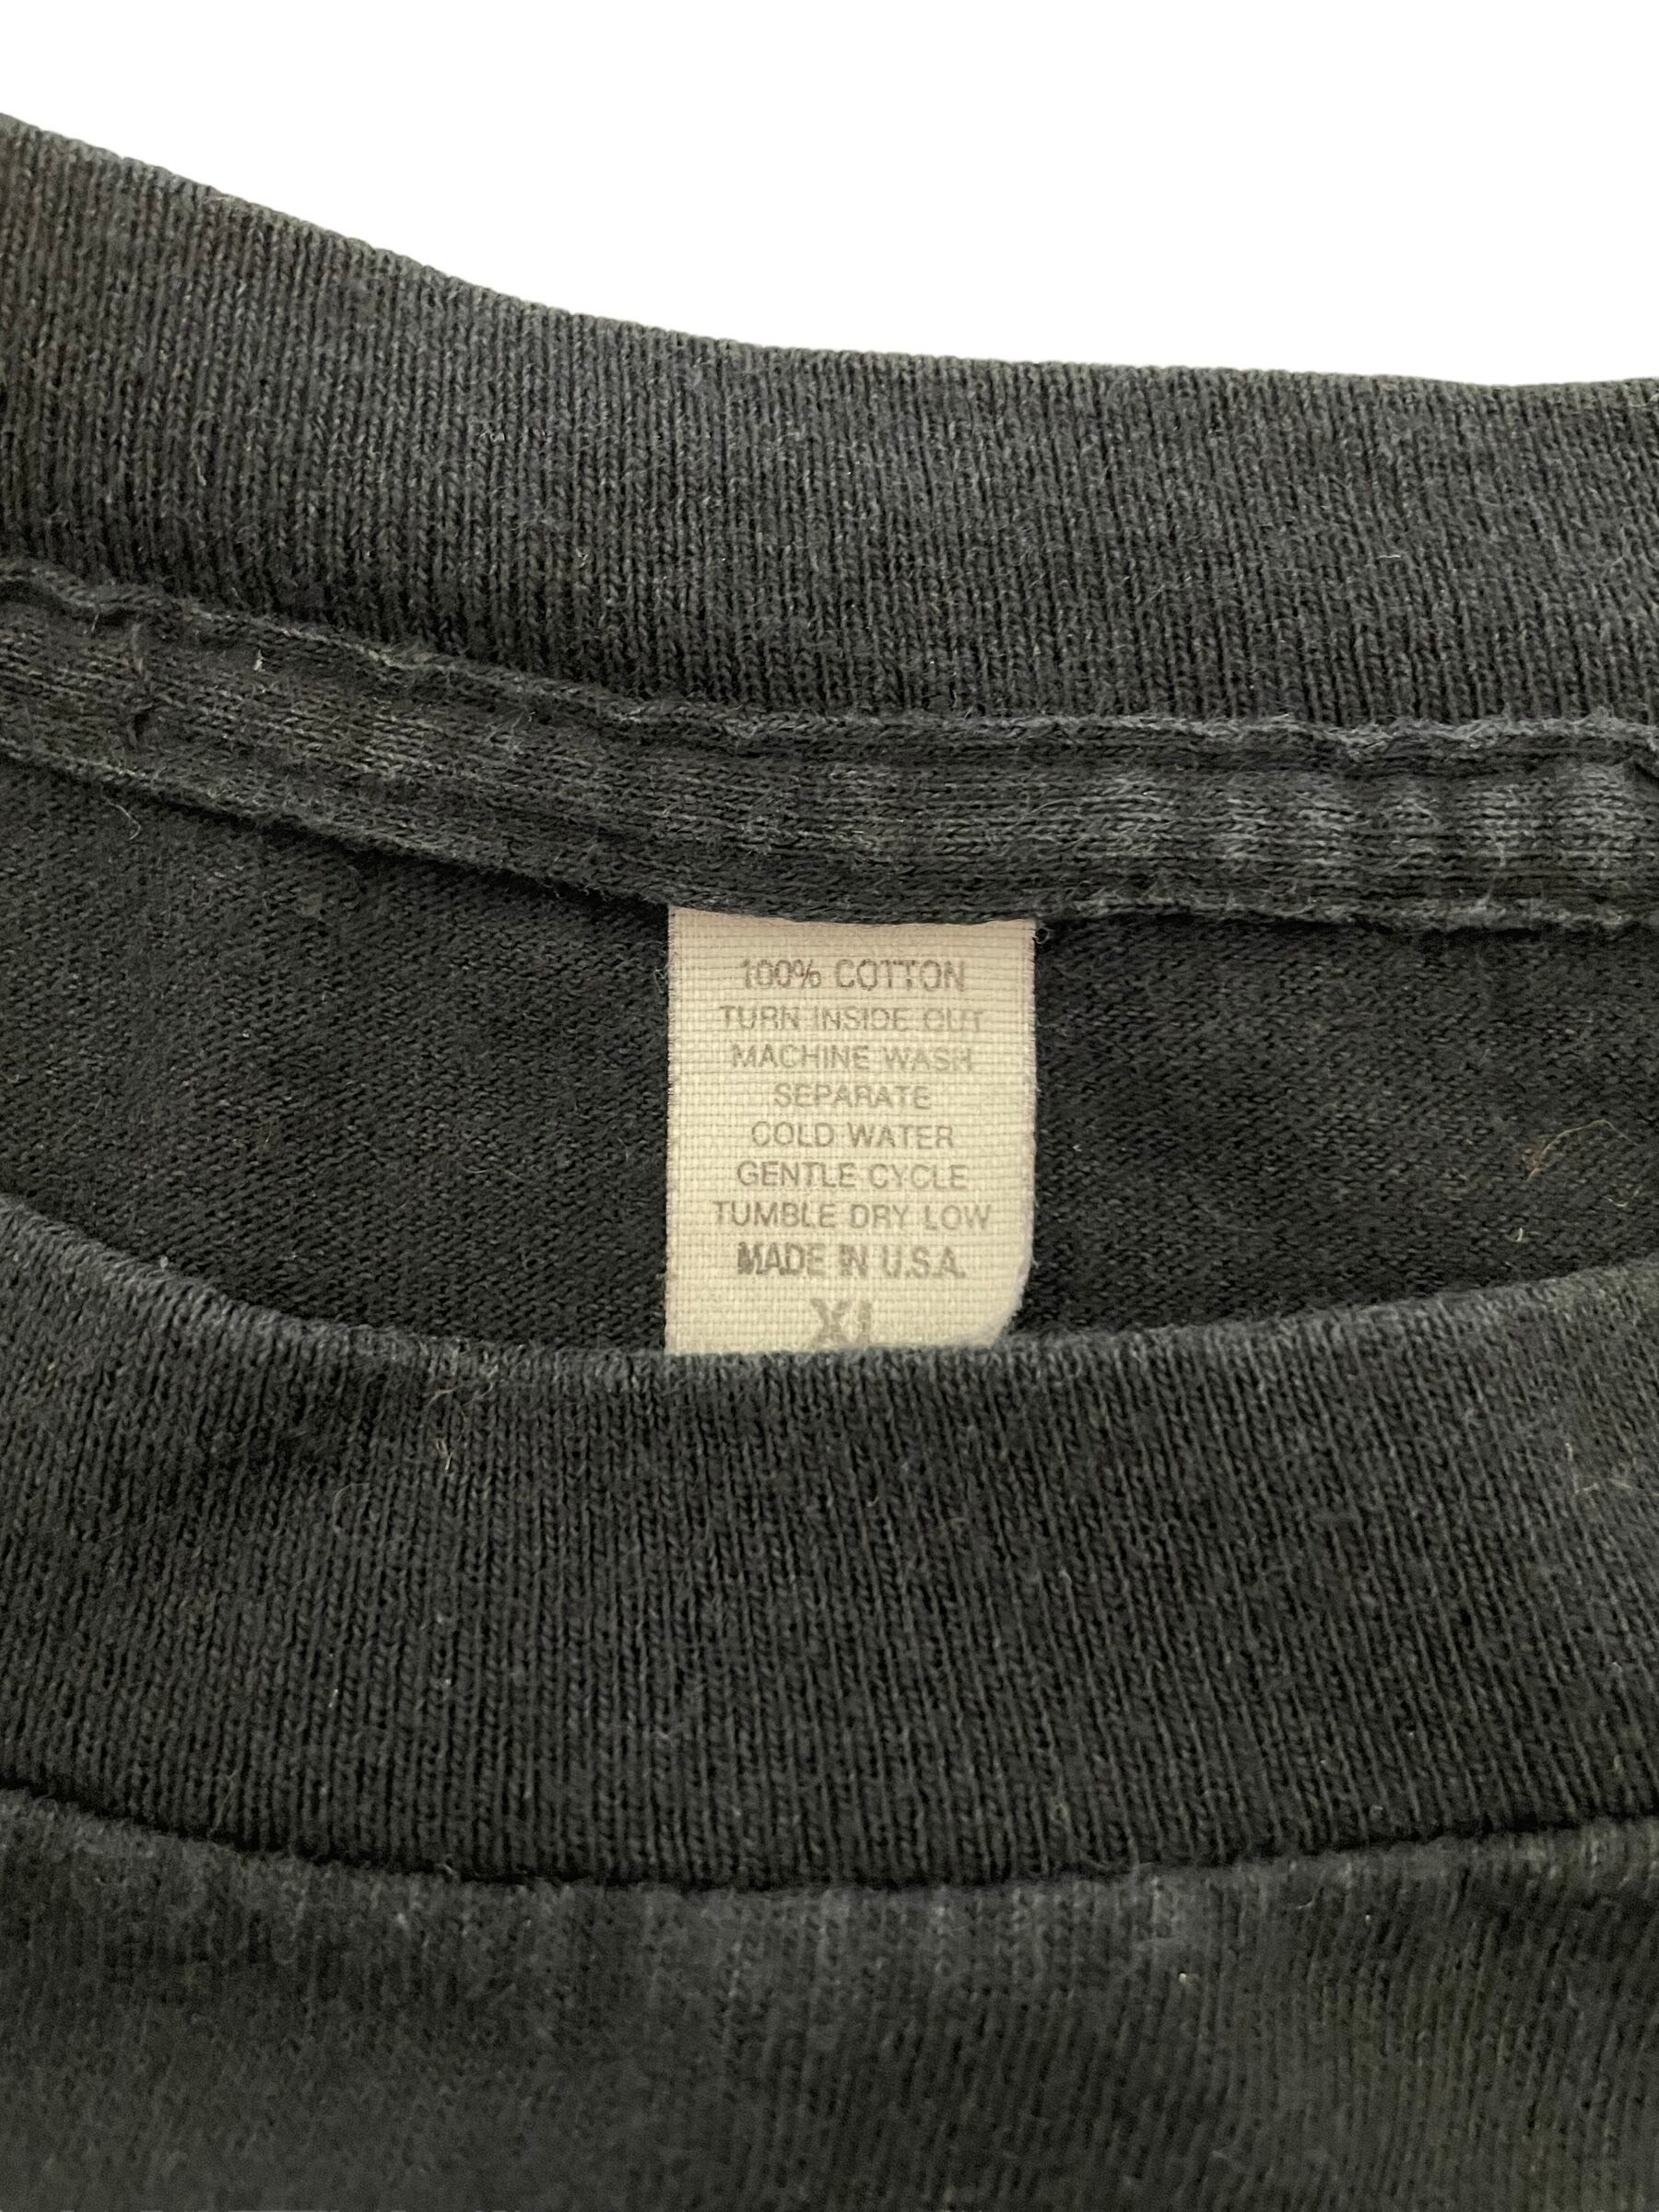 100% COTTON
TURN INSIDE OUT
MACHINE WASH
SEPARATE
COLD WATER
GENTLE CYCLE
TUMBLE DRY LOW
MADE IN U.S.A.
XL